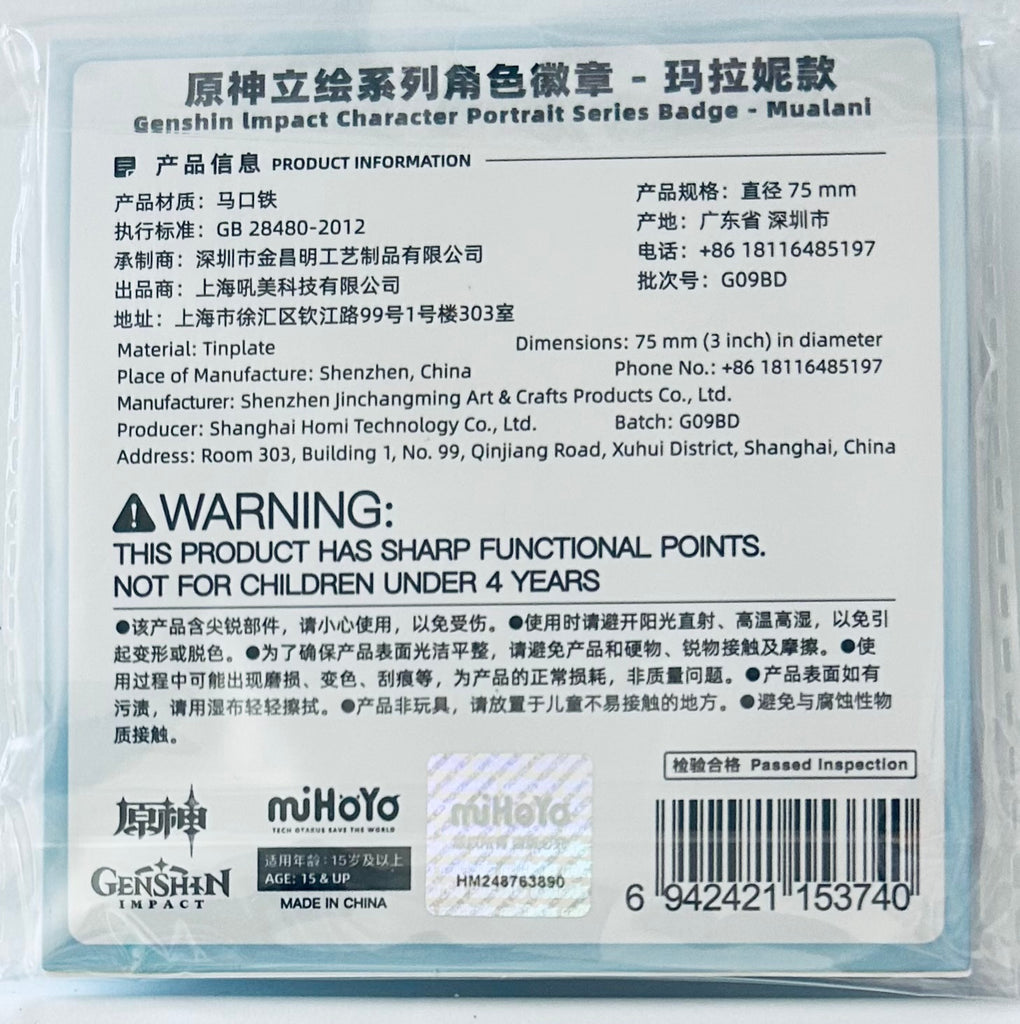 原神立绘系列角色徽章 - 玛拉妮款
Genshin Impact Character Portrait Series Badge - Mualani
产品信息 PRODUCT INFORMATION
产品材质：马口铁
产品规格：直径 75 mm
执行标准：GB 28480-2012
产地：广东省 深圳市
承制商：深圳市金昌明工艺制品有限公司
电话：+86 18116485197
出品商：上海吼美科技有限公司
批次号：G09BD
地址：上海市徐汇区钦江路99号1号楼303室
Material: Tinplate
Dimensions: 75 mm (3 inch) in diameter
Place of Manufacture: Shenzhen, China
Phone No.: +86 18116485197
Manufacturer: Shenzhen Jinchangming Art & Crafts Products Co., Ltd.
Producer: Shanghai Homi Technology Co., Ltd.
Batch: G09BD
Address: Room 303, Building 1, No. 99, Qinjiang Road, Xuhui District, Shanghai, China
WARNING:
THIS PRODUCT HAS SHARP FUNCTIONAL POINTS.
NOT FOR CHILDREN UNDER 4 YEARS
●该产品含尖锐部件，请小心使用，以免受伤。●使用时请避开阳光直射、高温高湿，以免引
起变形或脱色。●为了确保产品表面光洁平整，请避免产品和硬物、锐物接触及摩擦。●使
用过程中可能出现磨损、变色、刮痕等，为产品的正常损耗，非质量问题。●产品表面如有
污渍，请用湿布轻轻擦拭。●产品非玩具，请放置于儿童不易接触的地方。●避免与腐蚀性物
质接触。
检验合格 Passed Inspection
原神
GENSHIN
IMPACT
miHoYo
TECH OTAKUS SAVE THE WORLD
适用年龄：15岁及以上
AGE: 15 & UP
MADE IN CHINA
miHoYo
HM248763890
6 942421 153740